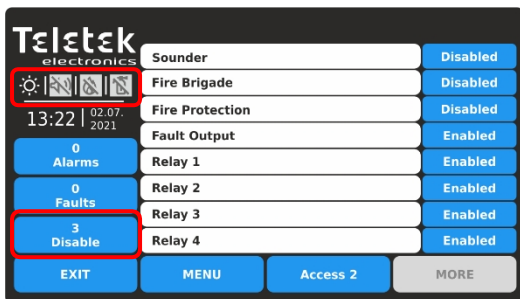 Teletek
electronics
13:22 02.07.
2021
0
Alarms
0
Faults
3
Disable
Sounder Disabled
Fire Brigade Disabled
Fire Protection Disabled
Fault Output Enabled
Relay 1 Enabled
Relay 2 Enabled
Relay 3 Enabled
Relay 4 Enabled
EXIT MENU Access 2 MORE